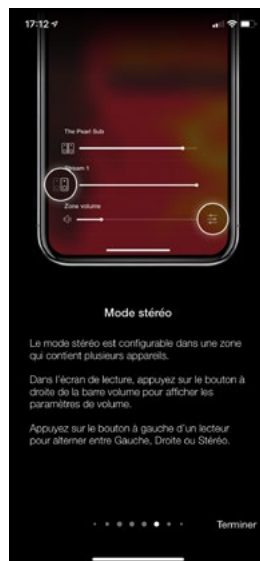 17:12
The Pearl Sub
Stream 1
Zone volume
Mode stéréo
Le mode stéréo est configurable dans une zone
qui contient plusieurs appareils.
Dans l'écran de lecture, appuyez sur le bouton à
droite de la barre volume pour afficher les
paramètres de volume.
Appuyez sur le bouton à gauche d'un lecteur
pour alterner entre Gauche, Droite ou Stéréo.
Terminer